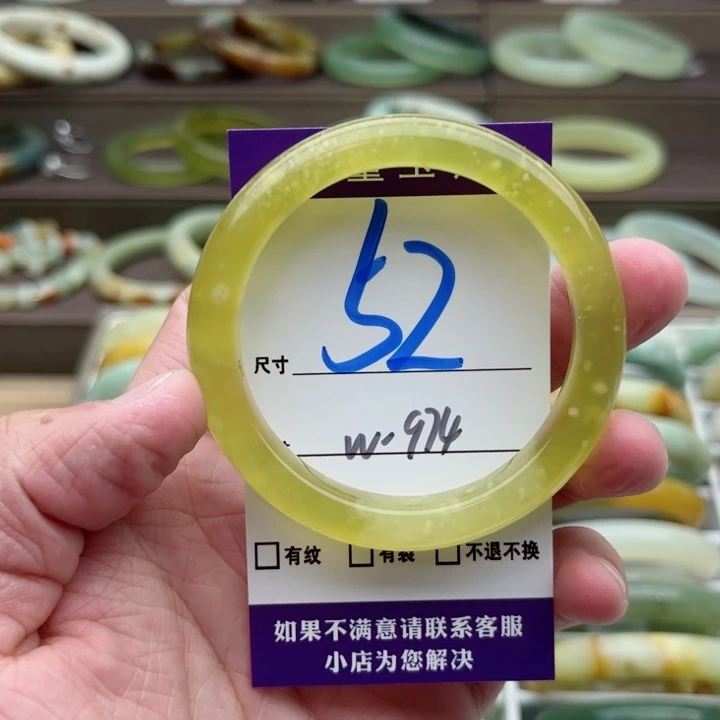 尺寸 52
W-974
有纹 有裂 不退不换
如果不满意请联系客服
小店为您解决